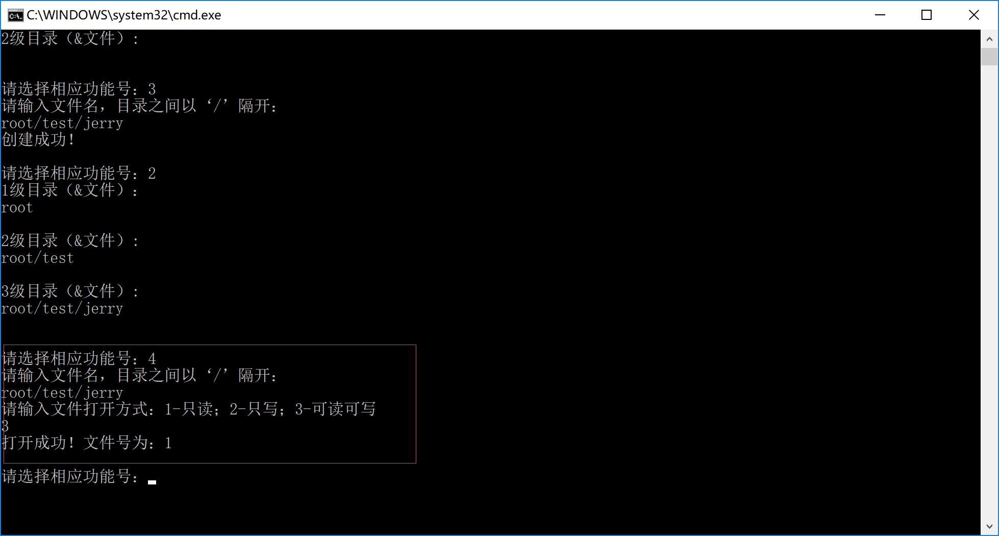 C:\WINDOWS\system32\cmd.exe
2级目录（&文件）:
请选择相应功能号：3
请输入文件名，目录之间以‘/’隔开：
root/test/jerry
创建成功！
请选择相应功能号：2
1级目录（&文件）：
root
2级目录（&文件）:
root/test
3级目录（&文件）:
root/test/jerry
请选择相应功能号：4
请输入文件名，目录之间以‘/’隔开：
root/test/jerry
请输入文件打开方式：1-只读；2-只写；3-可读可写
3
打开成功！文件号为：1
请选择相应功能号：